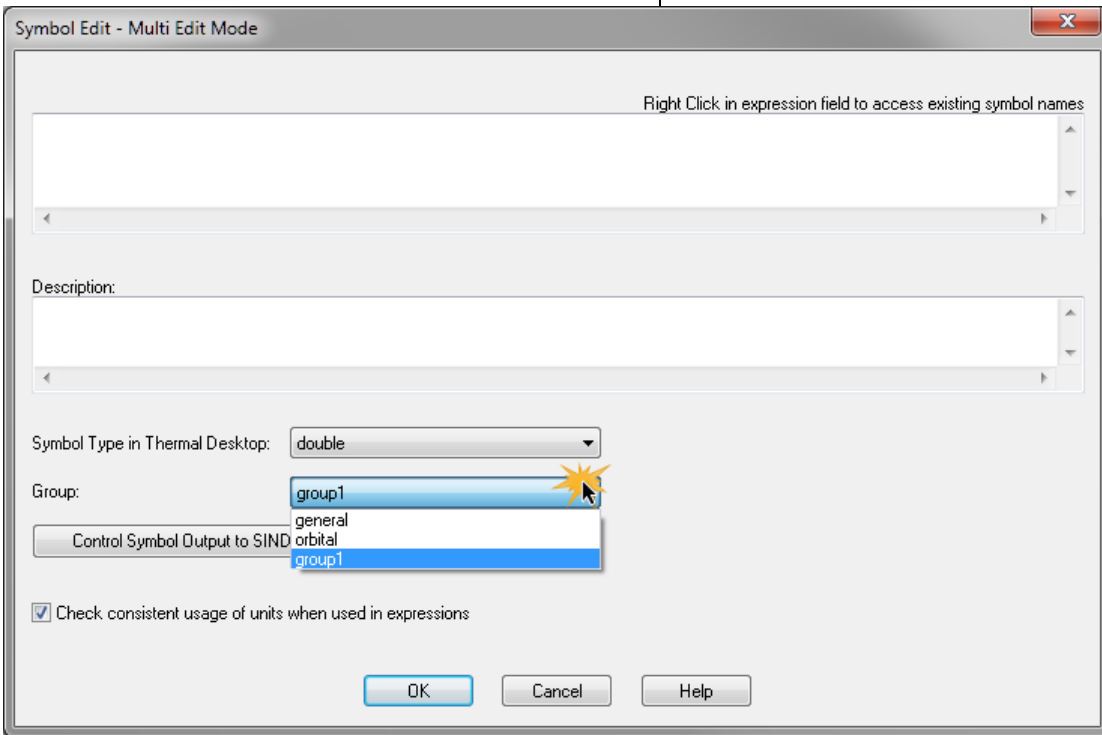 Symbol Edit - Multi Edit Mode
Right Click in expression field to access existing symbol names
Description:
Symbol Type in Thermal Desktop: double
Group: group1
general
Control Symbol Output to SIND orbital
group1
Check consistent usage of units when used in expressions
OK Cancel Help